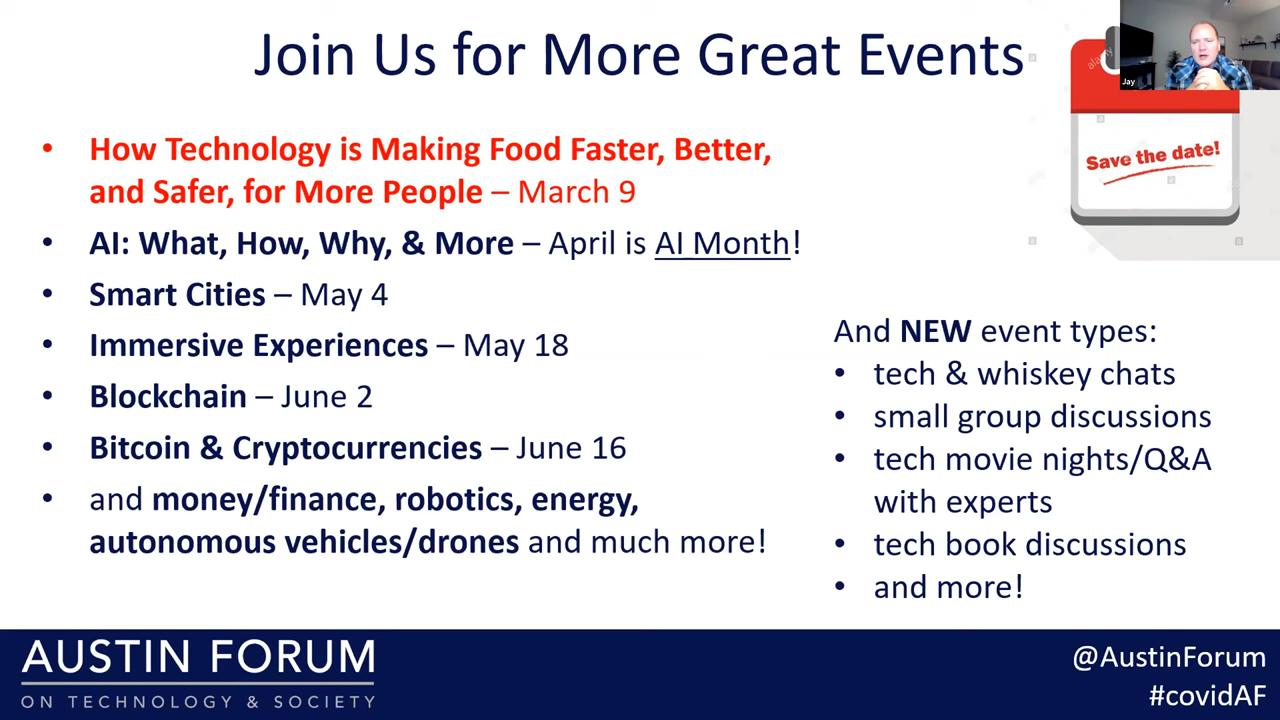 Join Us for More Great Events
Jay
Save the date!
• How Technology is Making Food Faster, Better,
and Safer, for More People – March 9
• AI: What, How, Why, & More – April is AI Month!
• Smart Cities – May 4
• Immersive Experiences – May 18
• Blockchain – June 2
• Bitcoin & Cryptocurrencies – June 16
• and money/finance, robotics, energy,
autonomous vehicles/drones and much more!
And NEW event types:
• tech & whiskey chats
• small group discussions
• tech movie nights/Q&A
with experts
• tech book discussions
• and more!
AUSTIN FORUM
ON TECHNOLOGY & SOCIETY
@AustinForum
#covidAF